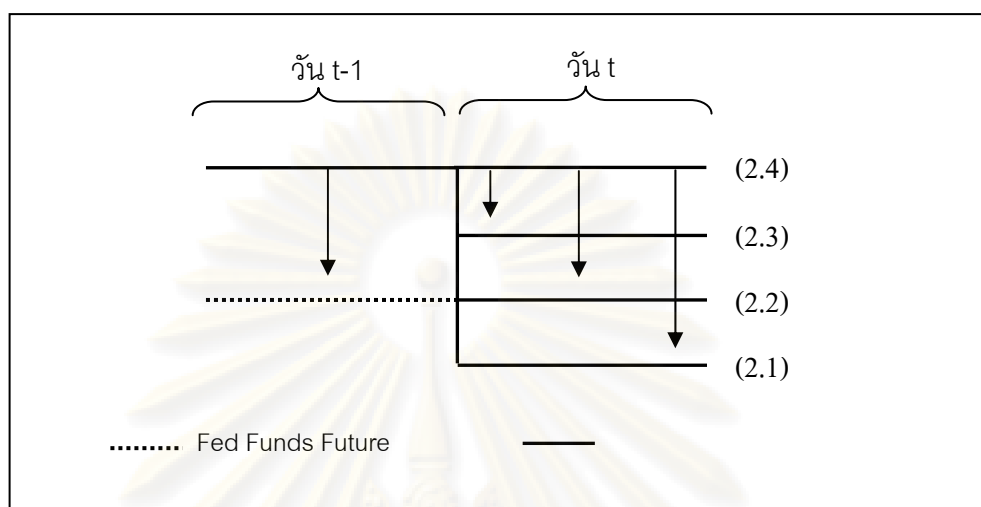 วัน t-1
วัน t
(2.4)
(2.3)
(2.2)
(2.1)
Fed Funds Future